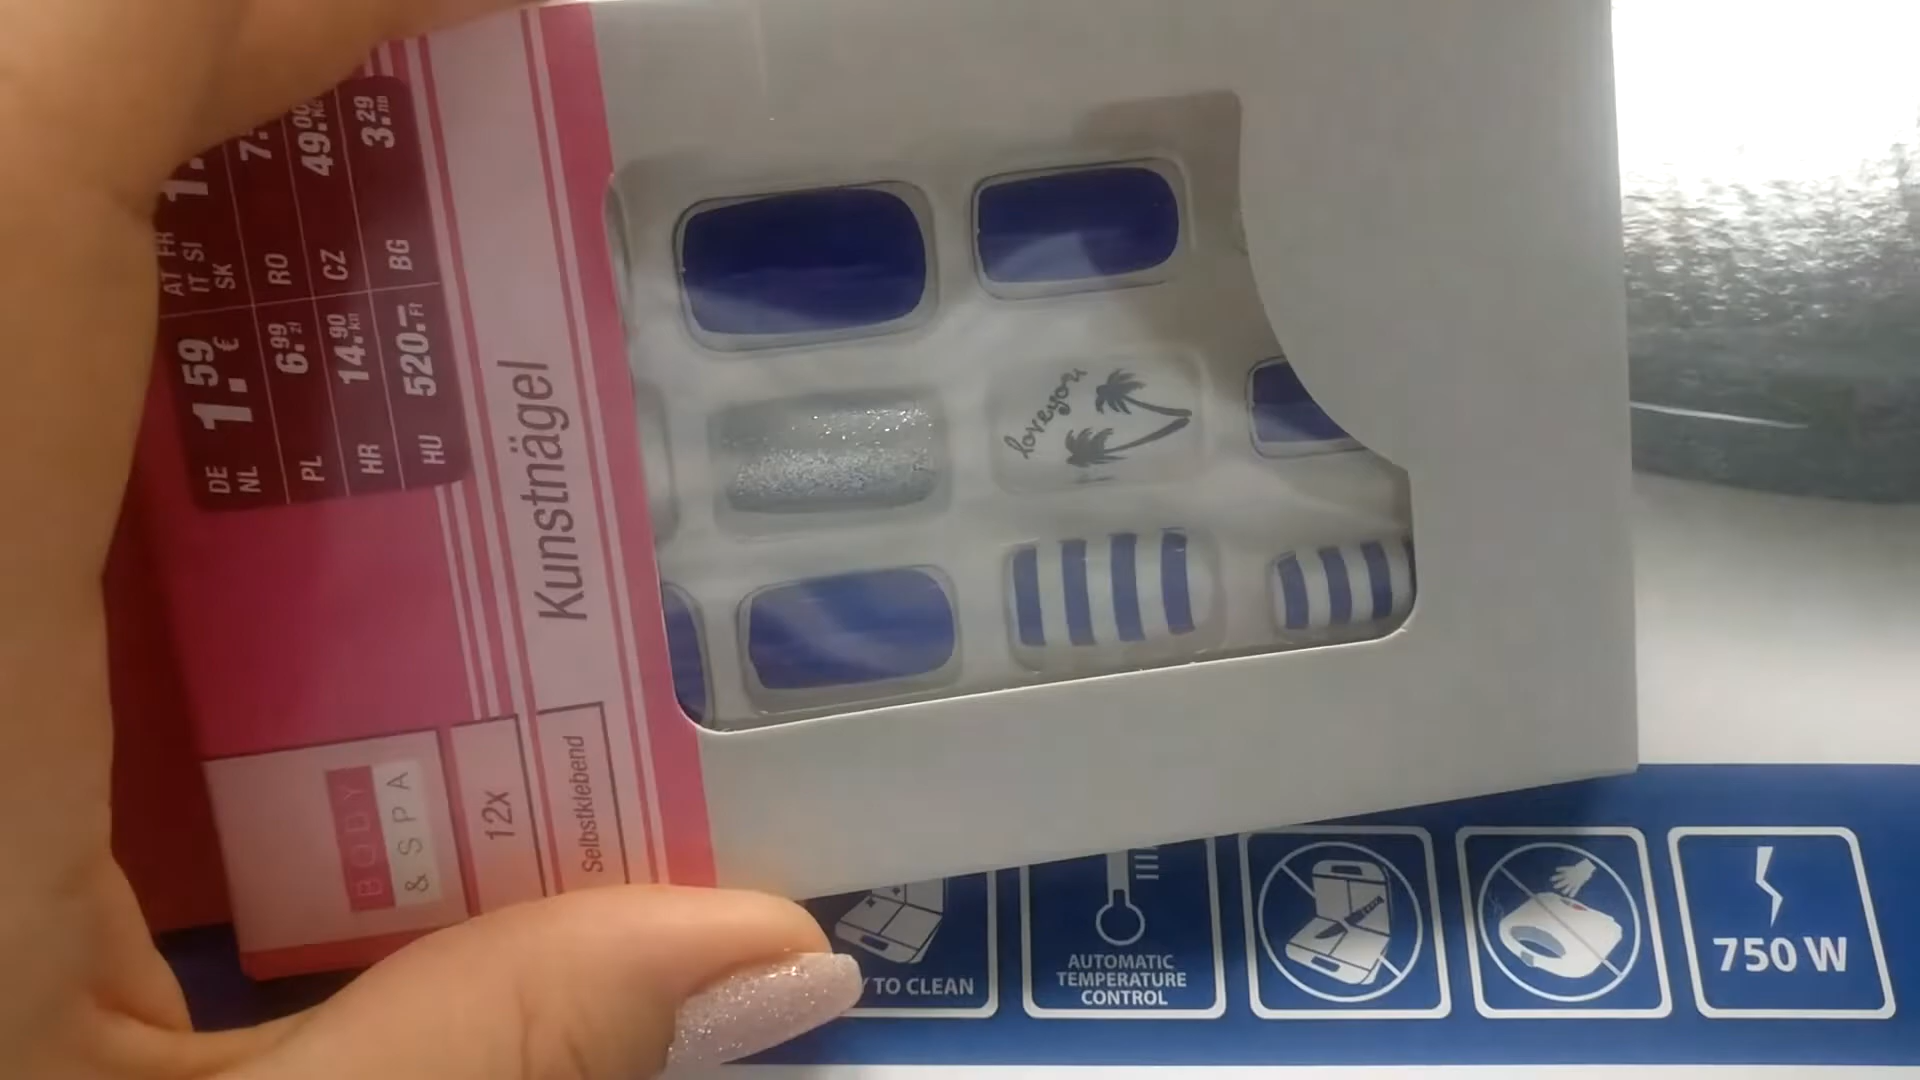 DE
NL
1.59 €
AT FR
IT SI
SK
PL 6.99 zł
RO
HR 14.90 kn
CZ 49.00 Kč
HU 520.- Ft
BG 3.29 лв
Kunstnägel
BODY
& SPA
12x
Selbstklebend
loveyou
TO CLEAN
AUTOMATIC
TEMPERATURE
CONTROL
750 W